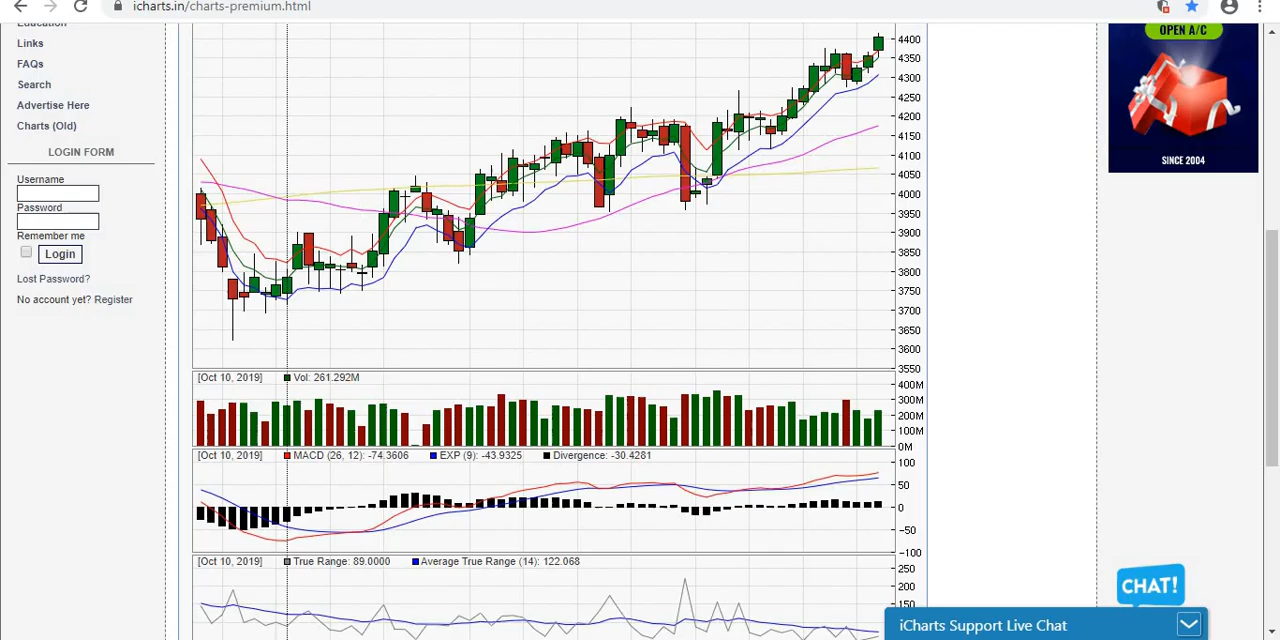 icharts.in/charts-premium.html
Education
Links
FAQs
Search
Advertise Here
Charts (Old)
LOGIN FORM
Username
Password
Remember me
Login
Lost Password?
No account yet? Register
4400
4350
4300
4250
4200
4150
4100
4050
4000
3950
3900
3850
3800
3750
3700
3650
3600
3550
[Oct 10, 2019] Vol: 261.292M
400M
300M
200M
100M
0M
[Oct 10, 2019] MACD (26, 12): -74.3606 EXP (9): -43.9325 Divergence: -30.4281
100
50
0
-50
-100
[Oct 10, 2019] True Range: 89.0000 Average True Range (14): 122.068
250
200
150
OPEN A/C
SINCE 2004
CHAT!
iCharts Support Live Chat